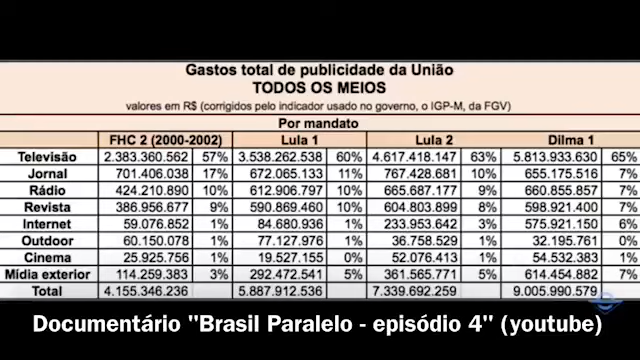 Gastos total de publicidade da União
TODOS OS MEIOS
valores em R$ (corrigidos pelo indicador usado no governo, o IGP-M, da FGV)
Por mandato
FHC 2 (2000-2002) Lula 1 Lula 2 Dilma 1
Televisão 2.383.360.562 57% 3.538.262.538 60% 4.617.418.147 63% 5.813.933.630 65%
Jornal 701.406.038 17% 672.065.133 11% 767.428.681 10% 655.175.516 7%
Rádio 424.210.890 10% 612.906.797 10% 665.687.177 9% 660.855.857 7%
Revista 386.956.677 9% 590.869.460 10% 604.803.899 8% 598.921.400 7%
Internet 59.076.852 1% 84.680.936 1% 233.953.642 3% 575.921.150 6%
Outdoor 60.150.078 1% 77.127.976 1% 36.758.529 1% 32.195.761 0%
Cinema 25.925.756 1% 19.527.155 0% 52.076.413 1% 54.532.383 1%
Mídia exterior 114.259.383 3% 292.472.541 5% 361.565.771 5% 614.454.882 7%
Total 4.155.346.236 5.887.912.536 7.339.692.259 9.005.990.579
Documentário "Brasil Paralelo - episódio 4" (youtube)